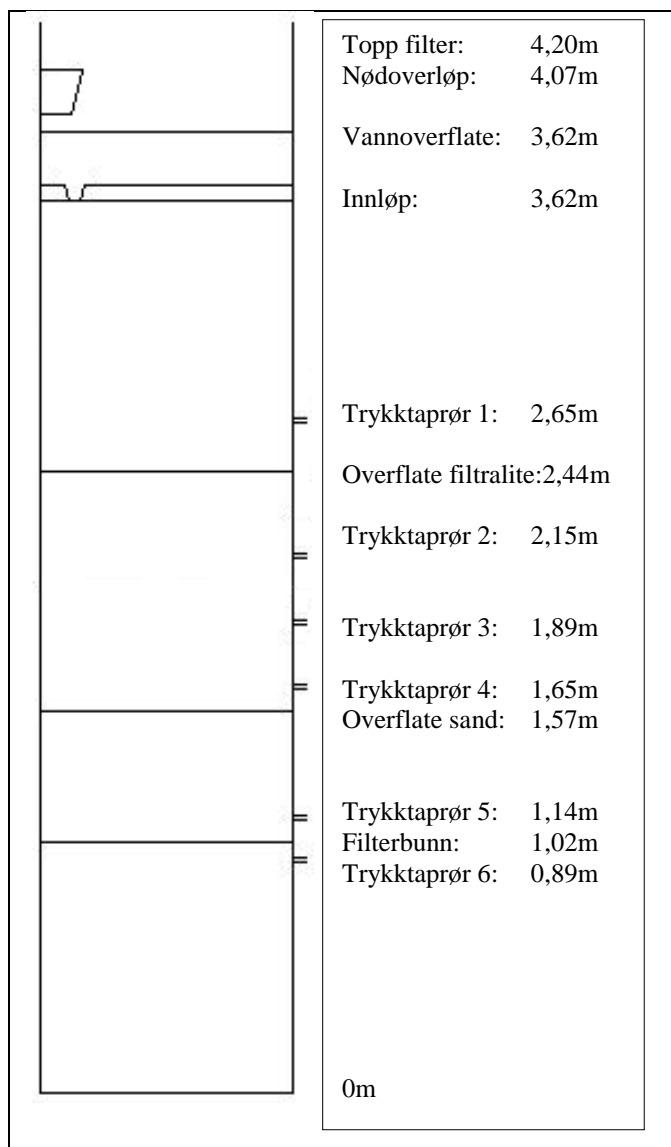 Topp filter: 4,20m
Nødoverløp: 4,07m
Vannoverflate: 3,62m
Innløp: 3,62m
Trykktaprør 1: 2,65m
Overflate filtralite:2,44m
Trykktaprør 2: 2,15m
Trykktaprør 3: 1,89m
Trykktaprør 4: 1,65m
Overflate sand: 1,57m
Trykktaprør 5: 1,14m
Filterbunn: 1,02m
Trykktaprør 6: 0,89m
0m